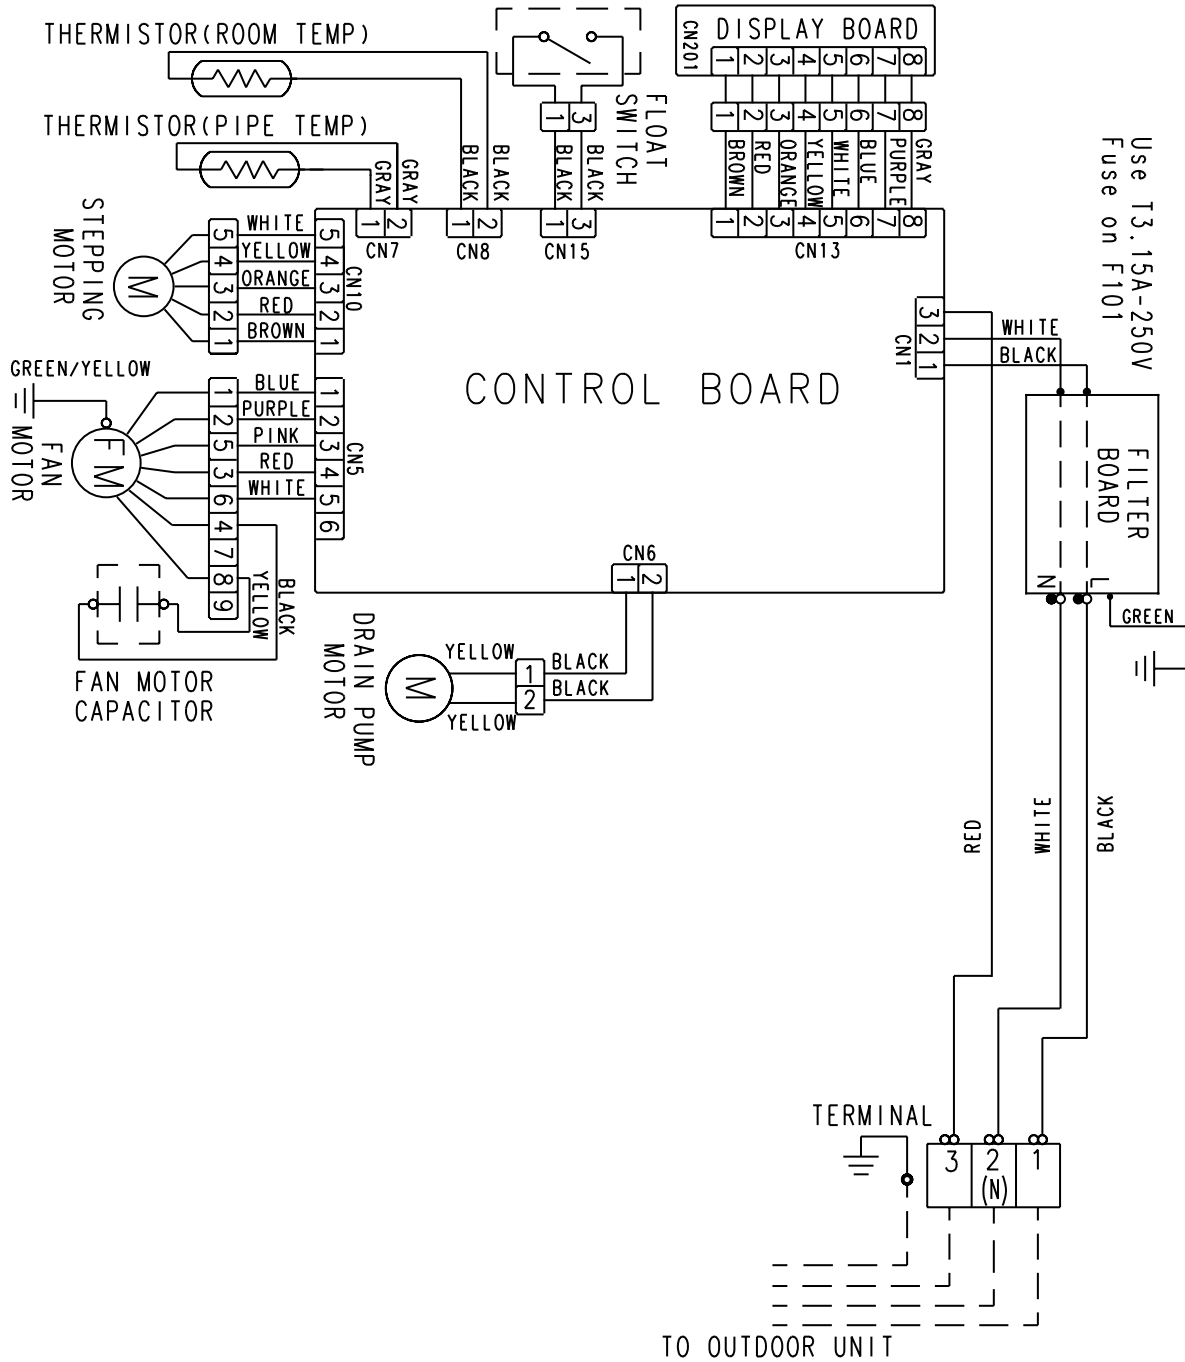 THERMISTOR(ROOM TEMP)
THERMISTOR(PIPE TEMP)
GRAY
GRAY
1 2
CN7
BLACK
BLACK
1 2
CN8
FLOAT
SWITCH
1 3
BLACK
BLACK
1 3
CN15
DISPLAY BOARD
CN201
1 2 3 4 5 6 7 8
1 2 3 4 5 6 7 8
BROWN
RED
ORANGE
YELLOW
WHITE
BLUE
PURPLE
GRAY
1 2 3 4 5 6 7 8
CN13
Use T3.15A-250V
Fuse on F101
STEPPING
MOTOR
M
5 WHITE 5
4 YELLOW 4
3 ORANGE 3
2 RED 2
1 BROWN 1
CN10
GREEN/YELLOW
FAN
MOTOR
FM
1 BLUE 1
2 PURPLE 2
5 PINK 3
3 RED 4
6 WHITE 5
4 6
7
8
9
CN5
YELLOW
BLACK
FAN MOTOR
CAPACITOR
CONTROL BOARD
3
2 WHITE
1 BLACK
CN1
FILTER
BOARD
N L
GREEN
CN6
1 2
DRAIN PUMP
MOTOR
M
YELLOW 1 BLACK
YELLOW 2 BLACK
RED
WHITE
BLACK
TERMINAL
3 2 1
(N)
TO OUTDOOR UNIT